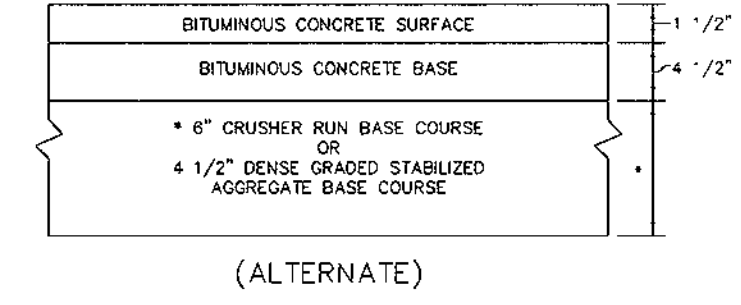 BITUMINOUS CONCRETE SURFACE
1 1/2"
BITUMINOUS CONCRETE BASE
4 1/2"
* 6" CRUSHER RUN BASE COURSE
OR
4 1/2" DENSE GRADED STABILIZED
AGGREGATE BASE COURSE
*
(ALTERNATE)